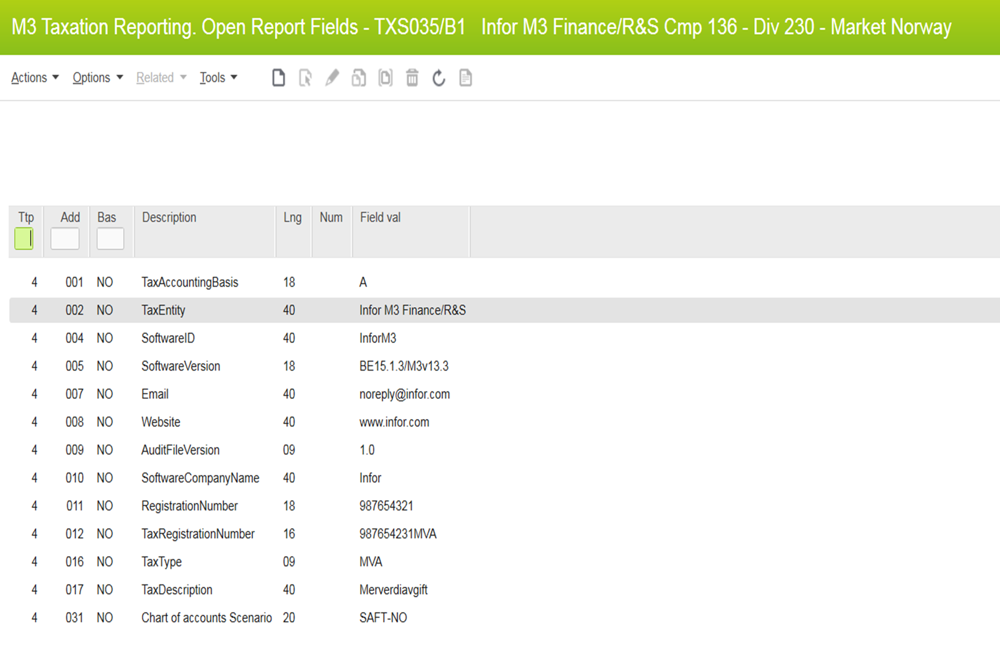 M3 Taxation Reporting. Open Report Fields - TXS035/B1 Infor M3 Finance/R&S Cmp 136 - Div 230 - Market Norway
Actions Options Related Tools
Ttp Add Bas Description Lng Num Field val
4 001 NO TaxAccountingBasis 18 A
4 002 NO TaxEntity 40 Infor M3 Finance/R&S
4 004 NO SoftwareID 40 InforM3
4 005 NO SoftwareVersion 18 BE15.1.3/M3v13.3
4 007 NO Email 40 noreply@infor.com
4 008 NO Website 40 www.infor.com
4 009 NO AuditFileVersion 09 1.0
4 010 NO SoftwareCompanyName 40 Infor
4 011 NO RegistrationNumber 18 987654321
4 012 NO TaxRegistrationNumber 16 987654231MVA
4 016 NO TaxType 09 MVA
4 017 NO TaxDescription 40 Merverdiavgift
4 031 NO Chart of accounts Scenario 20 SAFT-NO